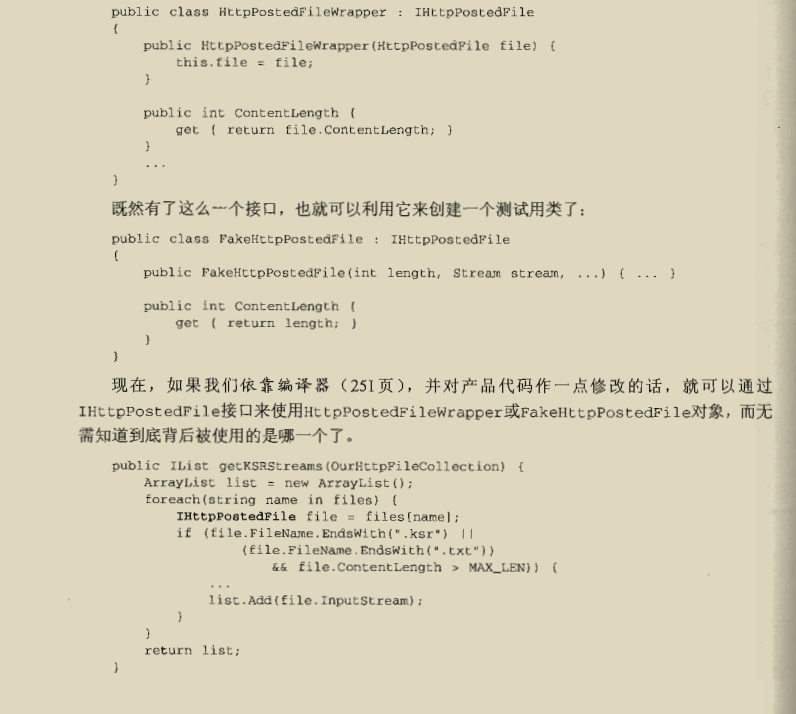 public class HttpPostedFileWrapper : IHttpPostedFile
{
    public HttpPostedFileWrapper(HttpPostedFile file) {
        this.file = file;
    }

    public int ContentLength {
        get { return file.ContentLength; }
    }
    ...
}
既然有了这么一个接口，也就可以利用它来创建一个测试用类了：
public class FakeHttpPostedFile : IHttpPostedFile
{
    public FakeHttpPostedFile(int length, Stream stream, ...) { ... }

    public int ContentLength {
        get { return length; }
    }
}
现在，如果我们依靠编译器（251页），并对产品代码作一点修改的话，就可以通过
IHttpPostedFile接口来使用HttpPostedFileWrapper或FakeHttpPostedFile对象，而无
需知道到底背后被使用的是哪一个了。
public IList getKSRStreams(OurHttpFileCollection) {
    ArrayList list = new ArrayList();
    foreach(string name in files) {
        IHttpPostedFile file = files[name];
        if (file.FileName.EndsWith(".ksr") ||
                (file.FileName.EndsWith(".txt"))
                    && file.ContentLength > MAX_LEN)) {
            ...
            list.Add(file.InputStream);
        }
    }
    return list;
}